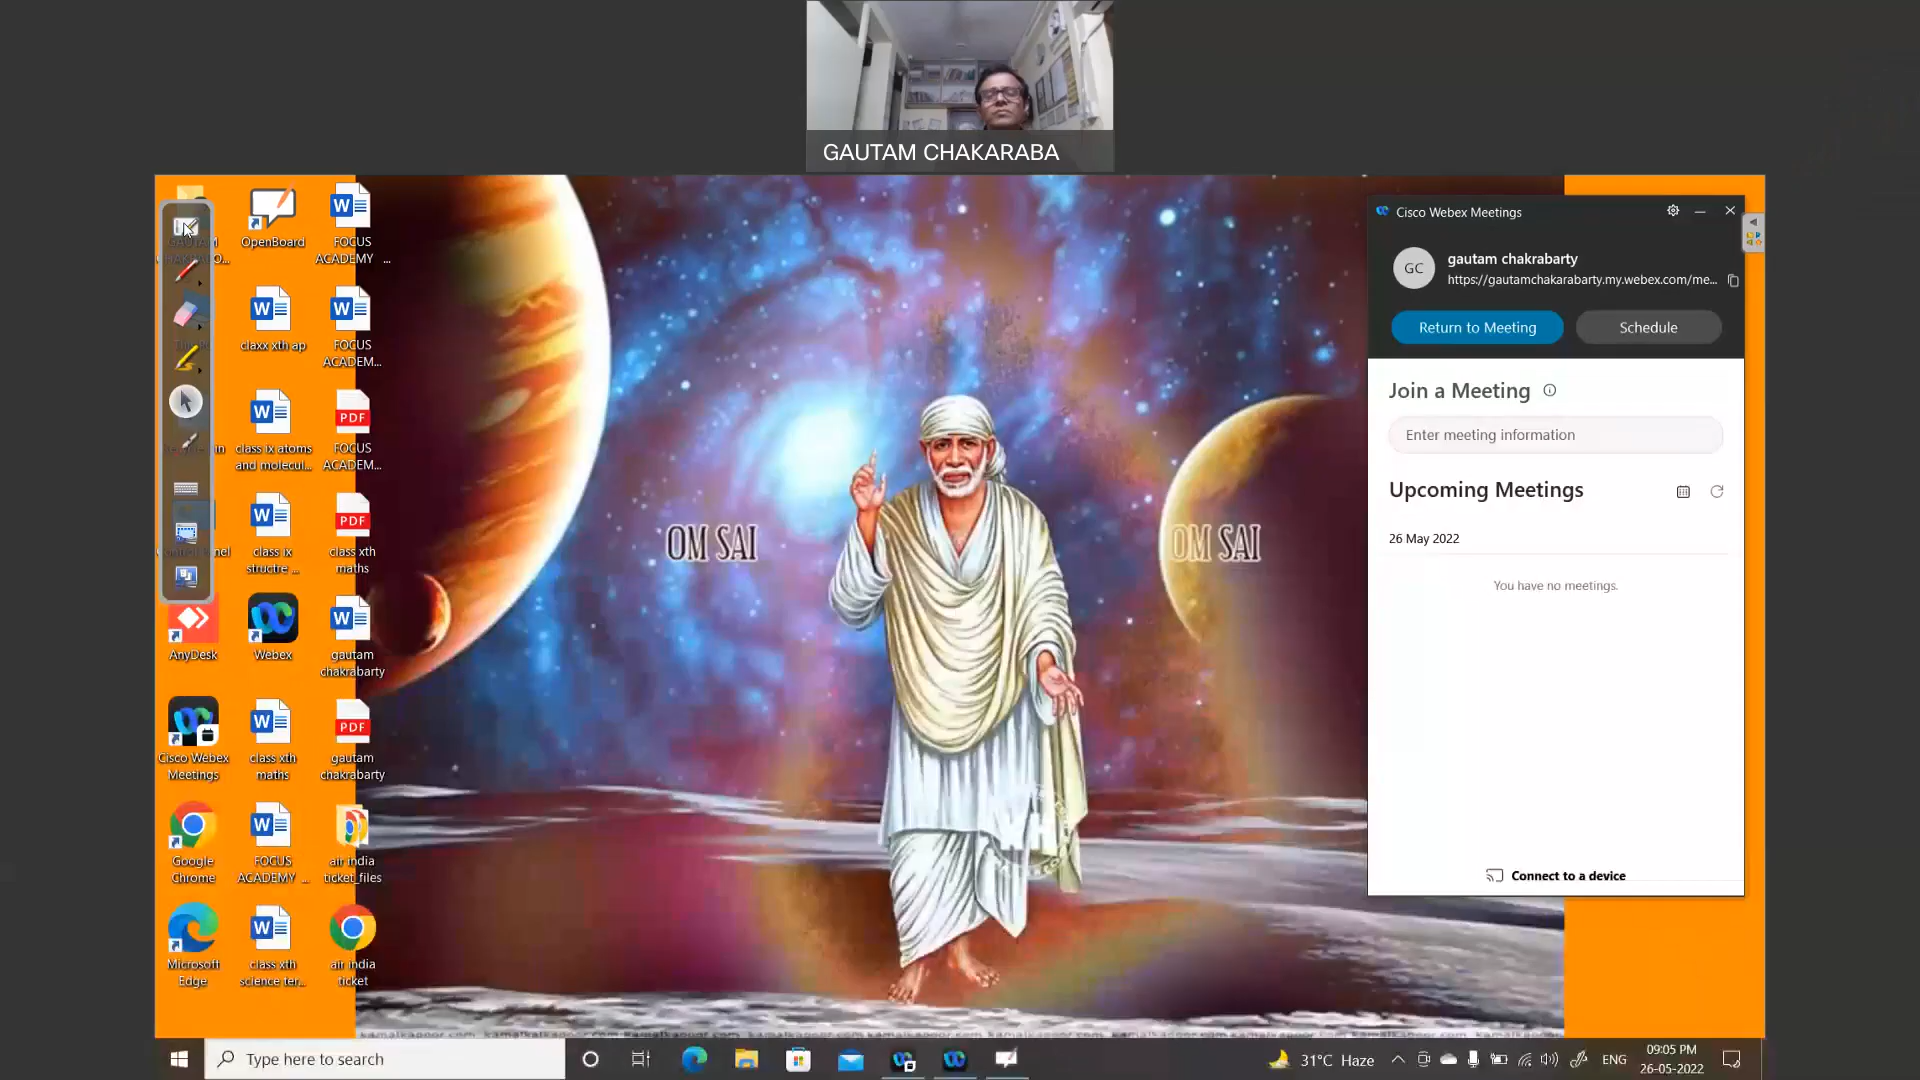 GAUTAM CHAKARABA
OpenBoard
FOCUS
ACADEMY ...
claxx xth ap
FOCUS
ACADEM...
class ix atoms
and molecul...
FOCUS
ACADEM...
class ix
structre ...
class xth
maths
AnyDesk
Webex
gautam
chakrabarty
Cisco Webex
Meetings
class xth
maths
gautam
chakrabarty
Google
Chrome
FOCUS
ACADEMY ...
air india
ticket_files
Microsoft
Edge
class xth
science ter...
air india
ticket
PDF
PDF
PDF
OM SAI
OM SAI
Cisco Webex Meetings
GC
gautam chakrabarty
https://gautamchakarabarty.my.webex.com/me...
Return to Meeting
Schedule
Join a Meeting
Enter meeting information
Upcoming Meetings
26 May 2022
You have no meetings.
Connect to a device
Type here to search
31°C Haze
ENG
09:05 PM
26-05-2022